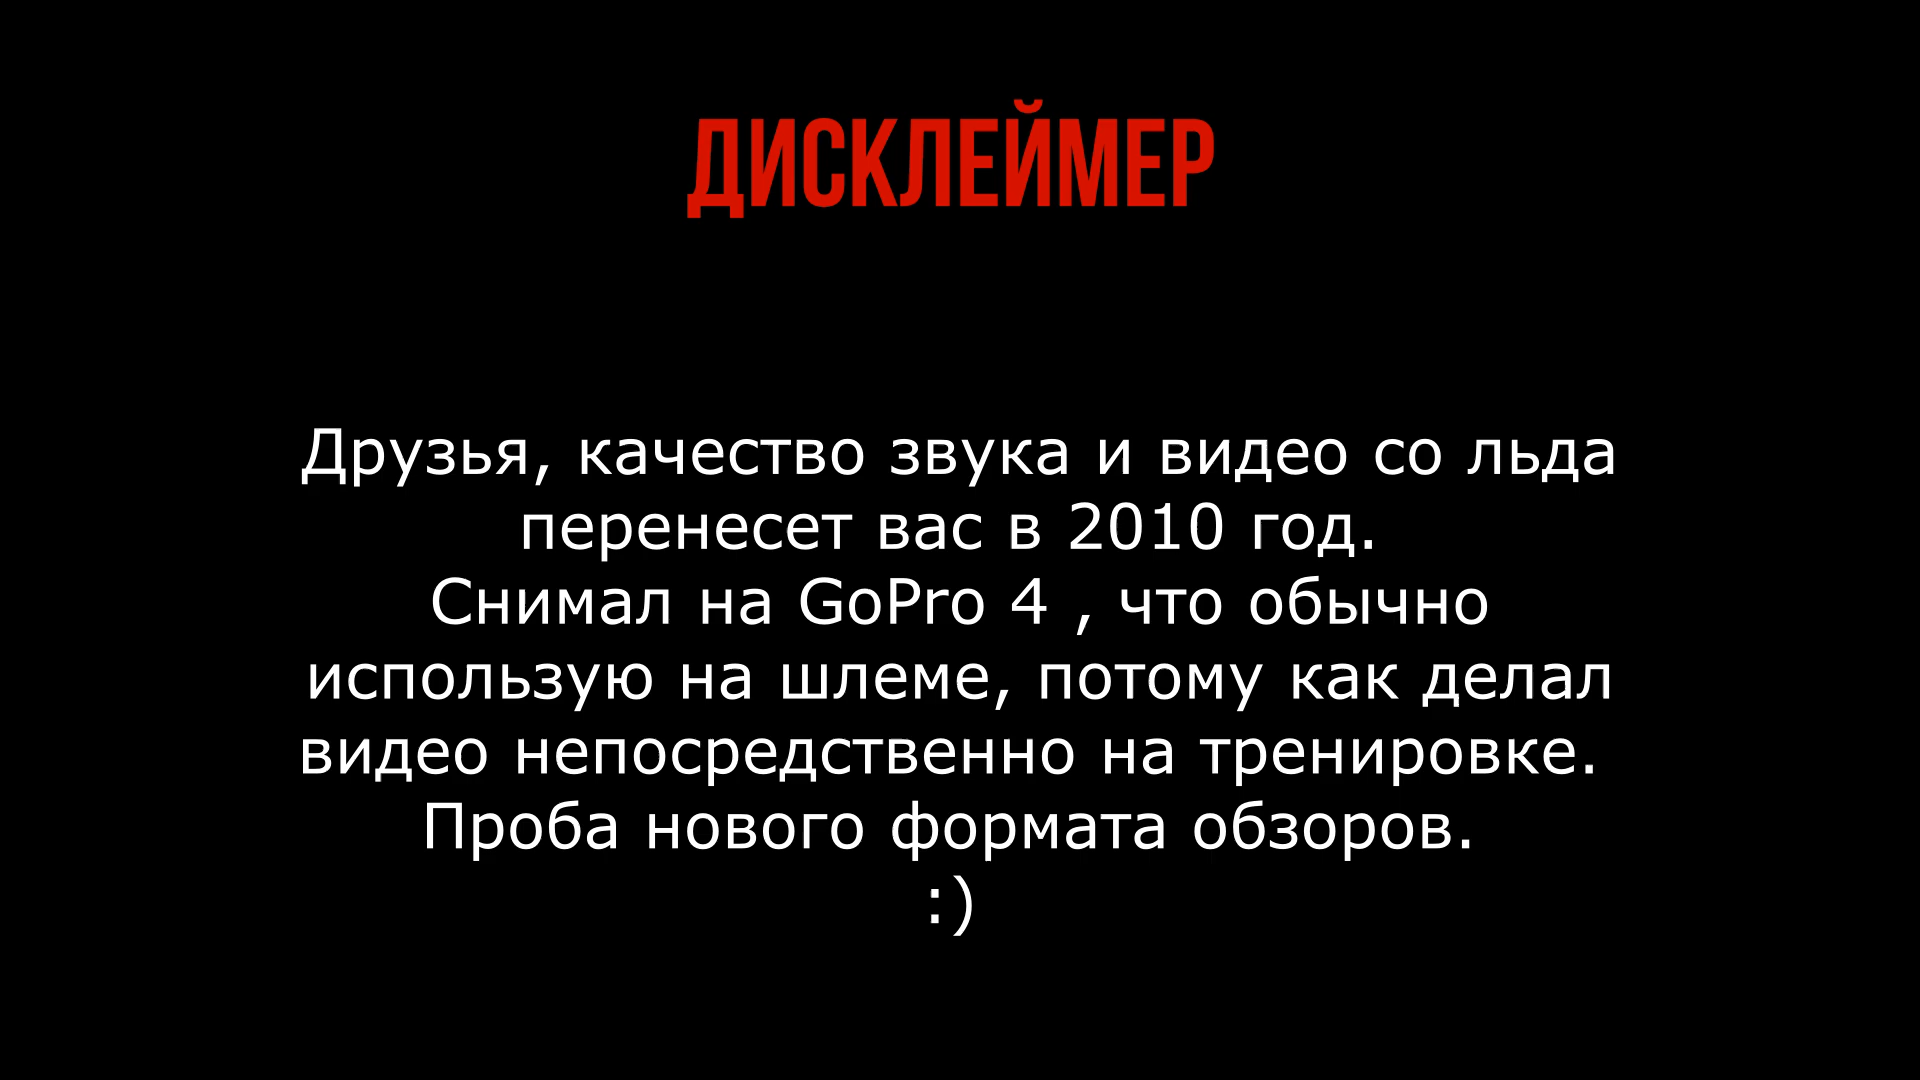 ДИСКЛЕЙМЕР
Друзья, качество звука и видео со льда
перенесет вас в 2010 год.
Снимал на GoPro 4 , что обычно
использую на шлеме, потому как делал
видео непосредственно на тренировке.
Проба нового формата обзоров.
:)